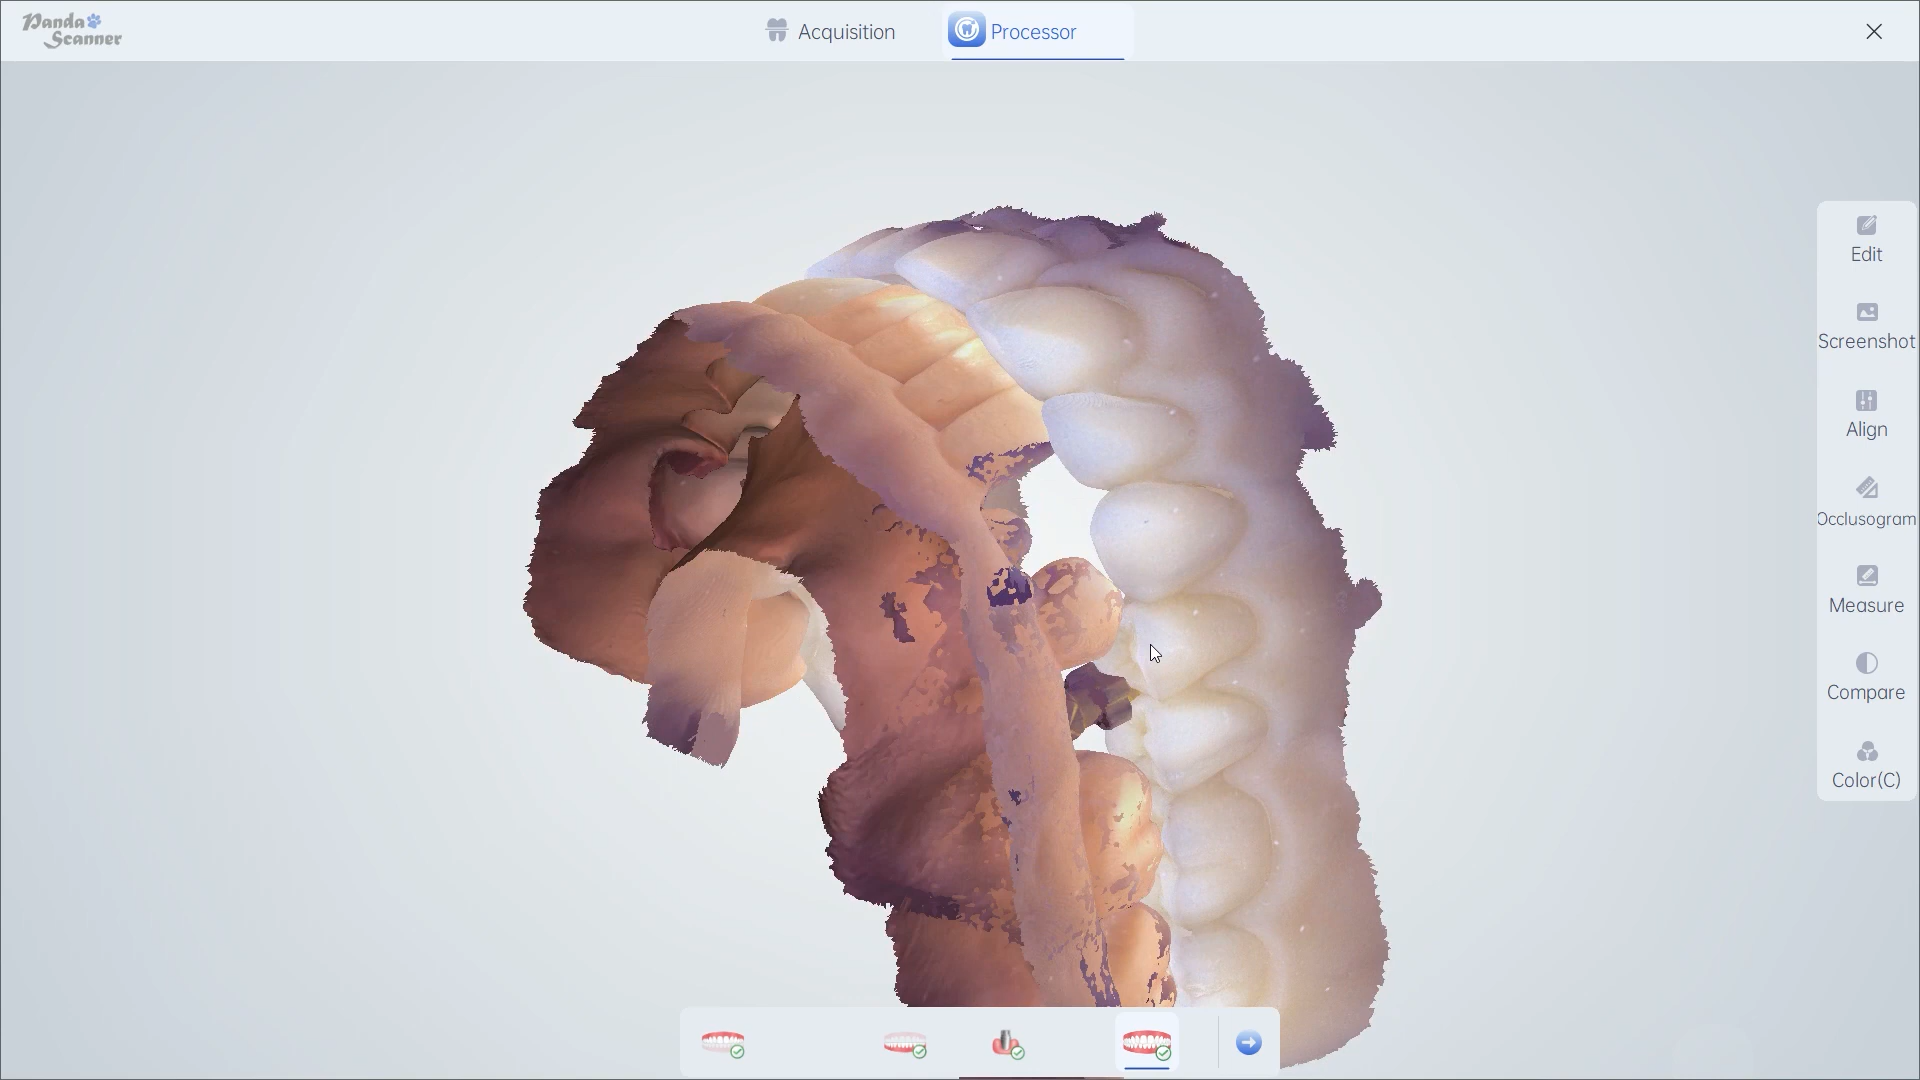 Panda
Scanner
Acquisition
Processor
Edit
Screenshot
Align
Occlusogram
Measure
Compare
Color(C)